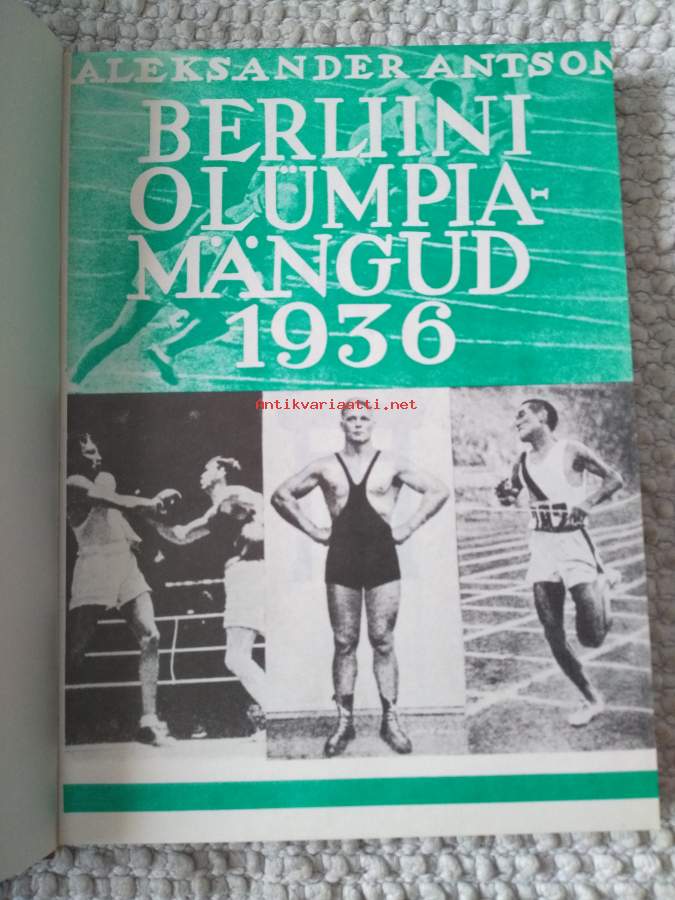 ALEKSANDER ANTSON
BERLIINI
OLÜMPIA-
MÄNGUD
1936
Antikvariaatti.net